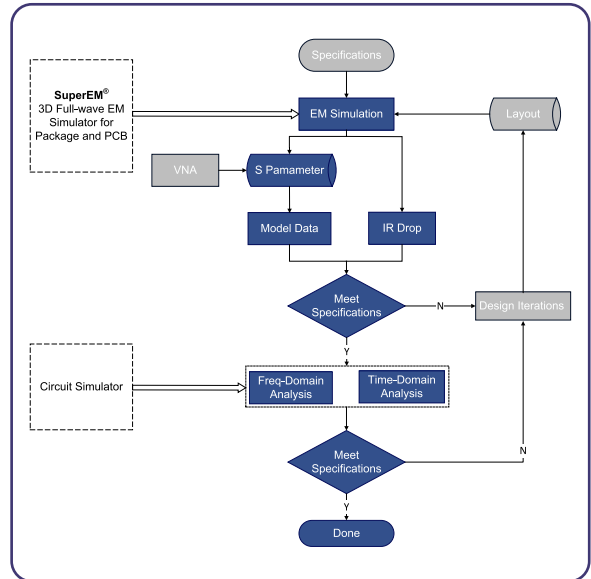 Specifications
SuperEM®
3D Full-wave EM
Simulator for
Package and PCB
EM Simulation
Layout
VNA
S Pamameter
Model Data
IR Drop
Meet
Specifications
N
Design Iterations
Y
Circuit Simulator
Freq-Domain
Analysis
Time-Domain
Analysis
Meet
Specifications
N
Y
Done